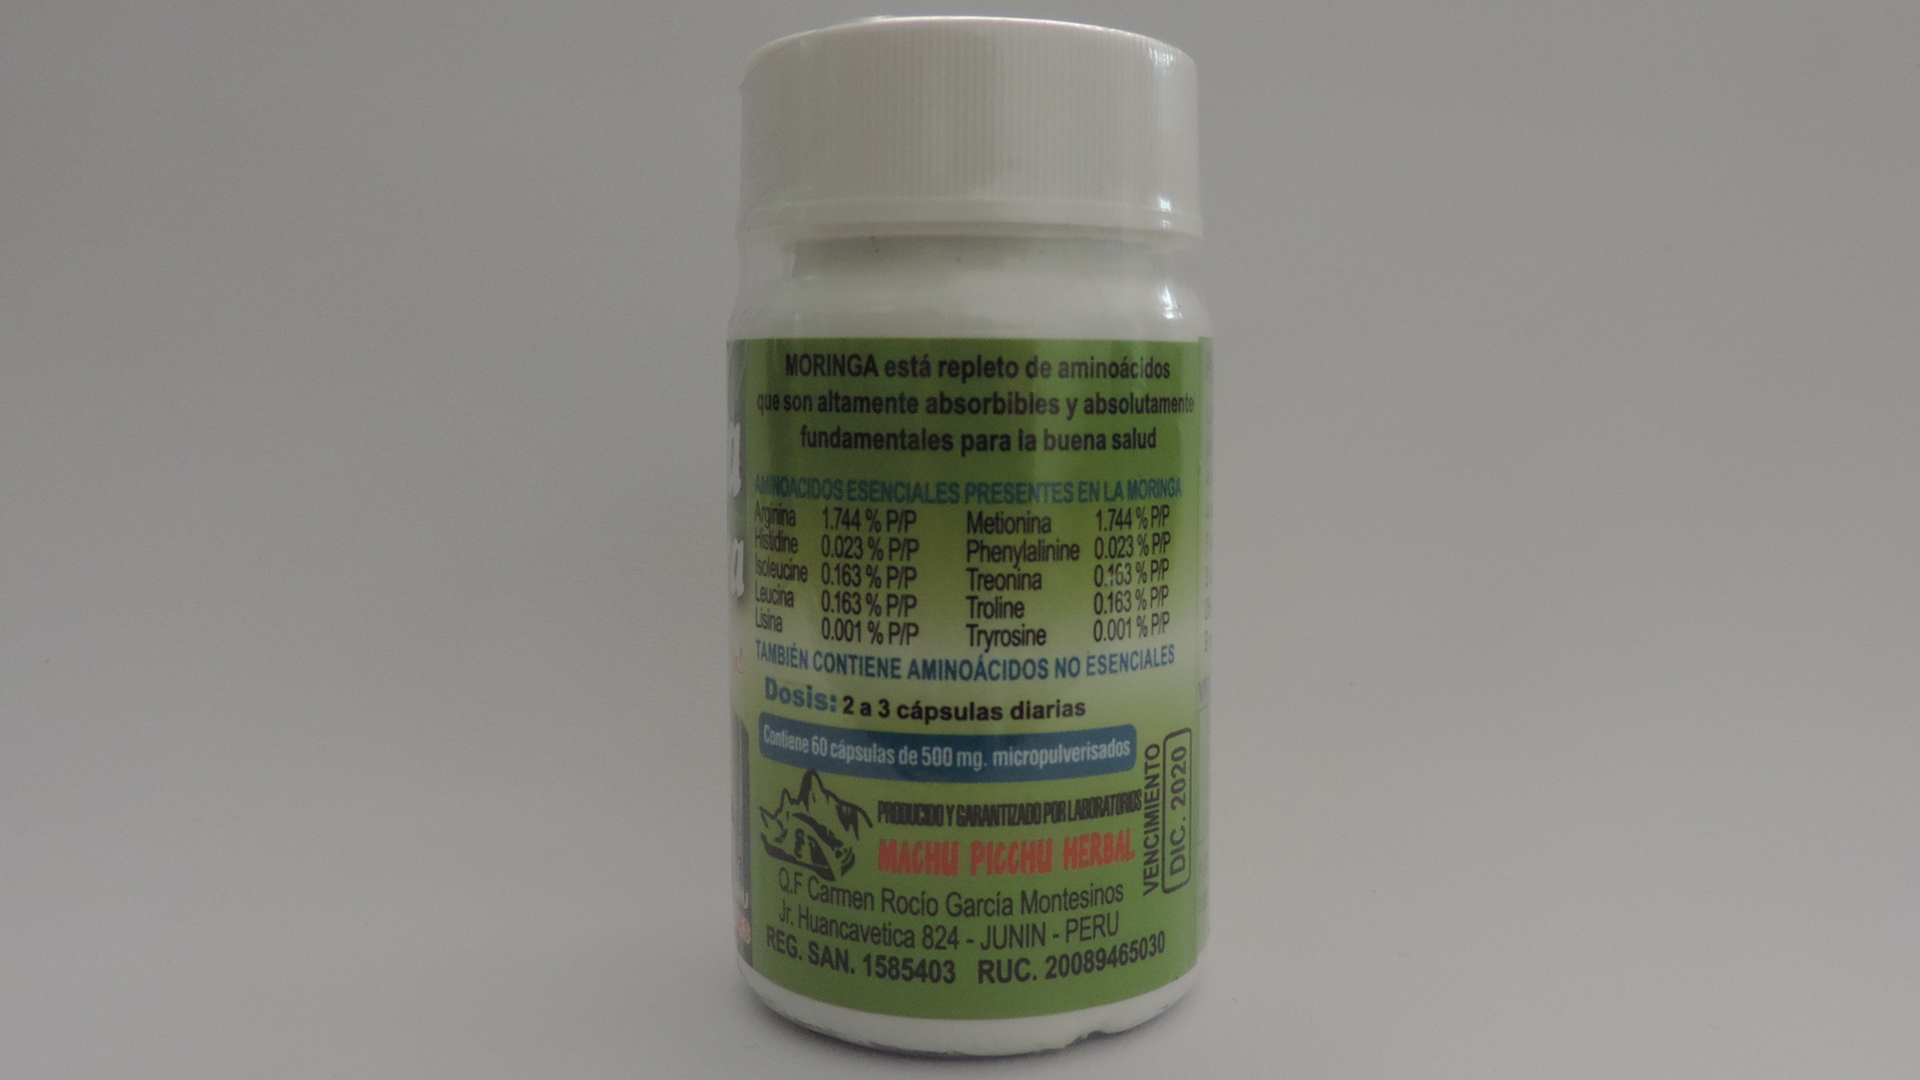 MORINGA está repleto de aminoácidos
que son altamente absorbibles y absolutamente
fundamentales para la buena salud
AMINOACIDOS ESENCIALES PRESENTES EN LA MORINGA
Arginina 1.744 % P/P Metionina 1.744 % P/P
Histidine 0.023 % P/P Phenylalinine 0.023 % P/P
Isoleucine 0.163 % P/P Treonina 0.163 % P/P
Leucina 0.163 % P/P Troline 0.163 % P/P
Lisina 0.001 % P/P Tryrosine 0.001 % P/P
TAMBIÉN CONTIENE AMINOÁCIDOS NO ESENCIALES
Dosis: 2 a 3 cápsulas diarias
Contiene 60 cápsulas de 500 mg. micropulverisados
PRODUCIDO Y GARANTIZADO POR LABORATORIOS
MACHU PICCHU HERBAL
Q.F Carmen Rocío García Montesinos
Jr. Huancavetica 824 - JUNIN - PERU
REG. SAN. 1585403 RUC. 20089465030
VENCIMIENTO
DIC. 2020